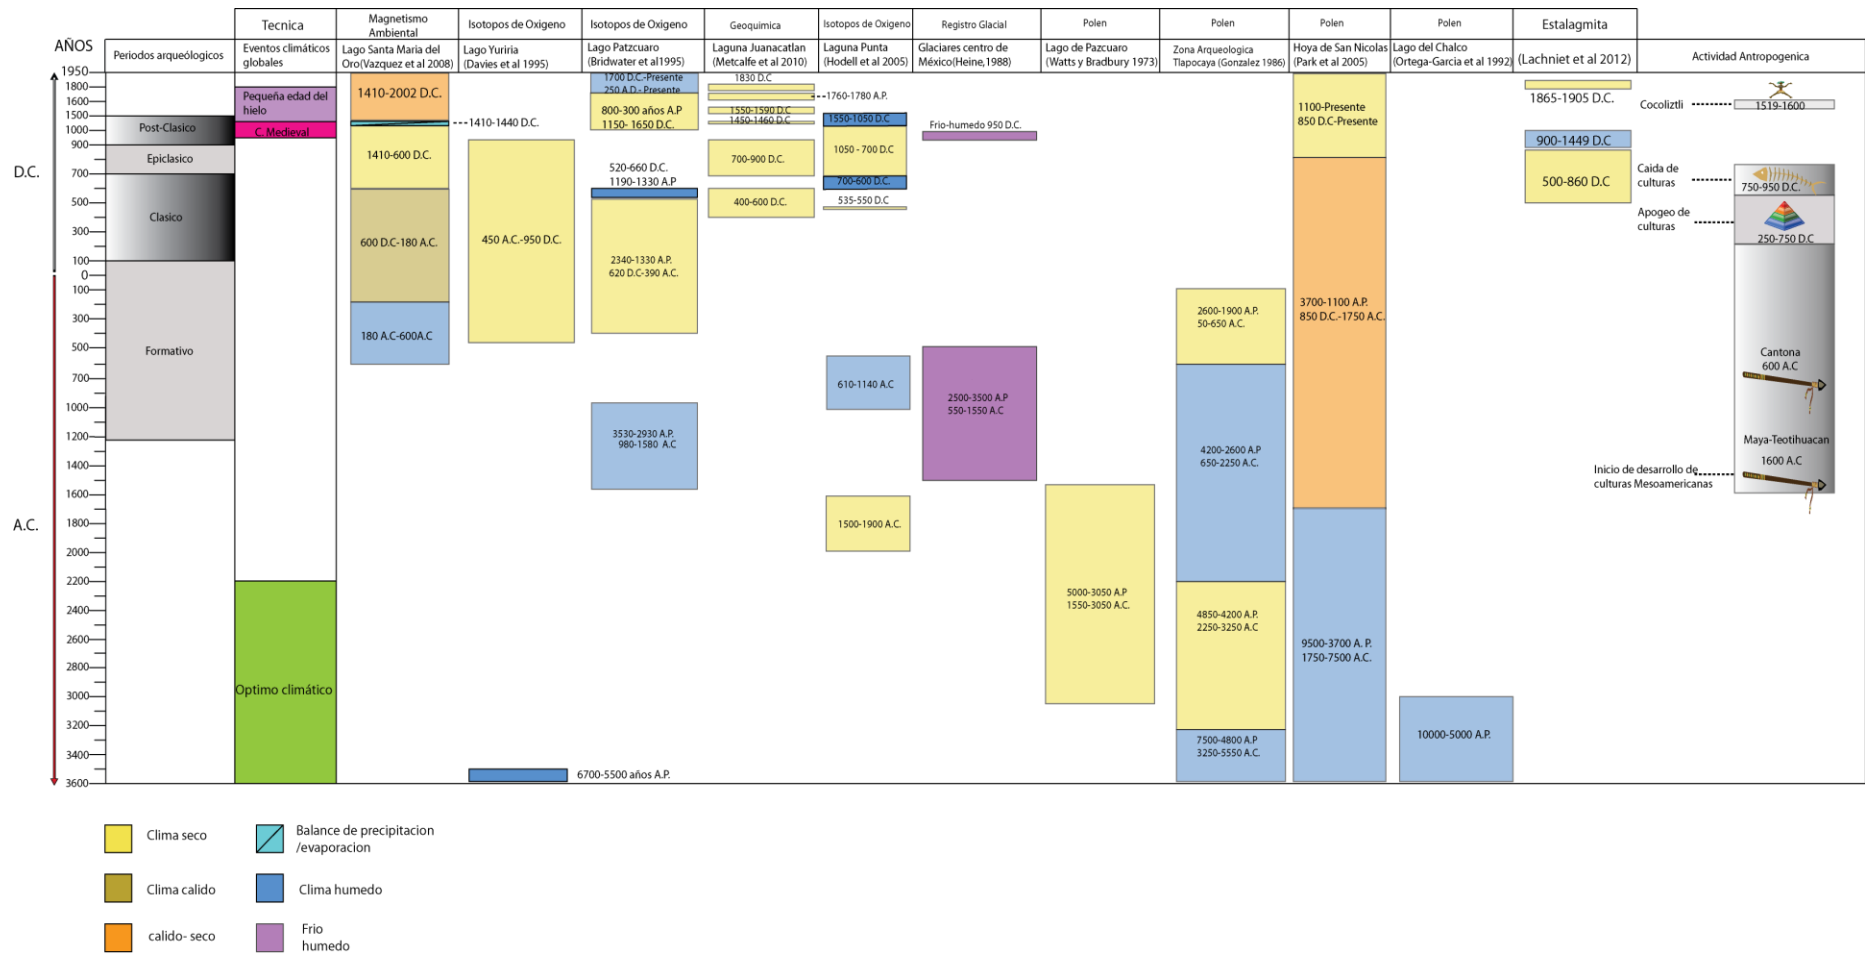 Tecnica
Magnetismo
Ambiental
Isotopos de Oxigeno
Isotopos de Oxigeno
Geoquimica
Isotopos de Oxigeno
Registro Glacial
Polen
Polen
Polen
Polen
Estalagmita
AÑOS
Periodos arqueólogicos
Eventos climáticos
globales
Lago Santa Maria del
Oro(Vazquez et al 2008)
Lago Yuriria
(Davies et al 1995)
Lago Patzcuaro
(Bridwater et al1995)
Laguna Juanacatlan
(Metcalfe et al 2010)
Laguna Punta
(Hodell et al 2005)
Glaciares centro de
México(Heine,1988)
Lago de Pazcuaro
(Watts y Bradbury 1973)
Zona Arqueologica
Tlapocaya (Gonzalez 1986)
Hoya de San Nicolas
(Park et al 2005)
Lago del Chalco
(Ortega-Garcia et al 1992)
(Lachniet et al 2012)
Actividad Antropogenica
1950
1800
1600
1500
1000
900
700
500
300
100
0
100
300
500
700
1000
1200
1400
1600
1800
2000
2200
2400
2600
2800
3000
3200
3400
3600
D.C.
A.C.
Post-Clasico
Epiclasico
Clasico
Formativo
Pequeña edad del
hielo
C. Medieval
Optimo climático
1410-2002 D.C.
1410-1440 D.C.
1410-600 D.C.
600 D.C-180 A.C.
180 A.C-600A.C
450 A.C.-950 D.C.
6700-5500 años A.P.
1700 D.C.-Presente
250 A.D.- Presente
800-300 años A.P
1150- 1650 D.C.
520-660 D.C.
1190-1330 A.P
2340-1330 A.P.
620 D.C-390 A.C.
3530-2930 A.P.
980-1580 A.C
1830 D.C
1760-1780 A.P.
1550-1590 D.C
1450-1460 D.C
700-900 D.C.
400-600 D.C.
1550-1050 D.C
1050 - 700 D.C
700-600 D.C.
535-550 D.C
610-1140 A.C
1500-1900 A.C.
Frio-humedo 950 D.C.
2500-3500 A.P
550-1550 A.C
5000-3050 A.P
1550-3050 A.C.
2600-1900 A.P.
50-650 A.C.
4200-2600 A.P
650-2250 A.C.
4850-4200 A.P.
2250-3250 A.C
7500-4800 A.P
3250-5550 A.C.
1100-Presente
850 D.C-Presente
3700-1100 A.P.
850 D.C.-1750 A.C.
9500-3700 A. P.
1750-7500 A.C.
10000-5000 A.P.
1865-1905 D.C.
900-1449 D.C
500-860 D.C
Cocoliztli
1519-1600
Caida de
culturas
750-950 D.C.
Apogeo de
culturas
250-750 D.C
Cantona
600 A.C
Maya-Teotihuacan
1600 A.C
Inicio de desarrollo de
culturas Mesoamericanas
Clima seco
Balance de precipitacion
/evaporacion
Clima calido
Clima humedo
calido- seco
Frio
humedo